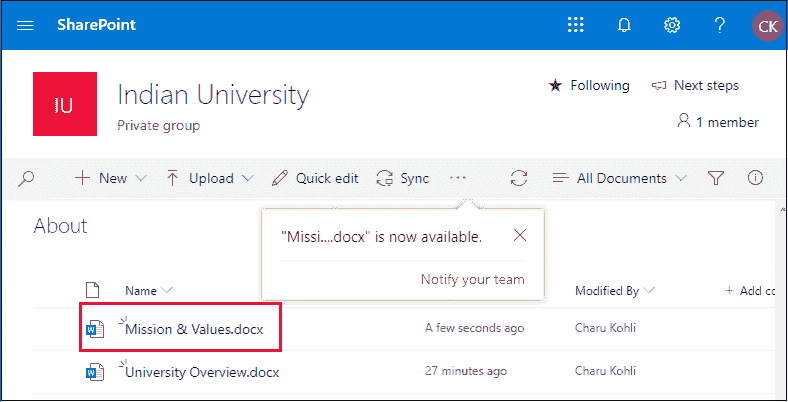 SharePoint
CK
IU
Indian University
Private group
Following
Next steps
1 member
New
Upload
Quick edit
Sync
All Documents
About
"Missi....docx" is now available.
Notify your team
Name
Modified By
Add co
Mission & Values.docx
A few seconds ago
Charu Kohli
University Overview.docx
27 minutes ago
Charu Kohli